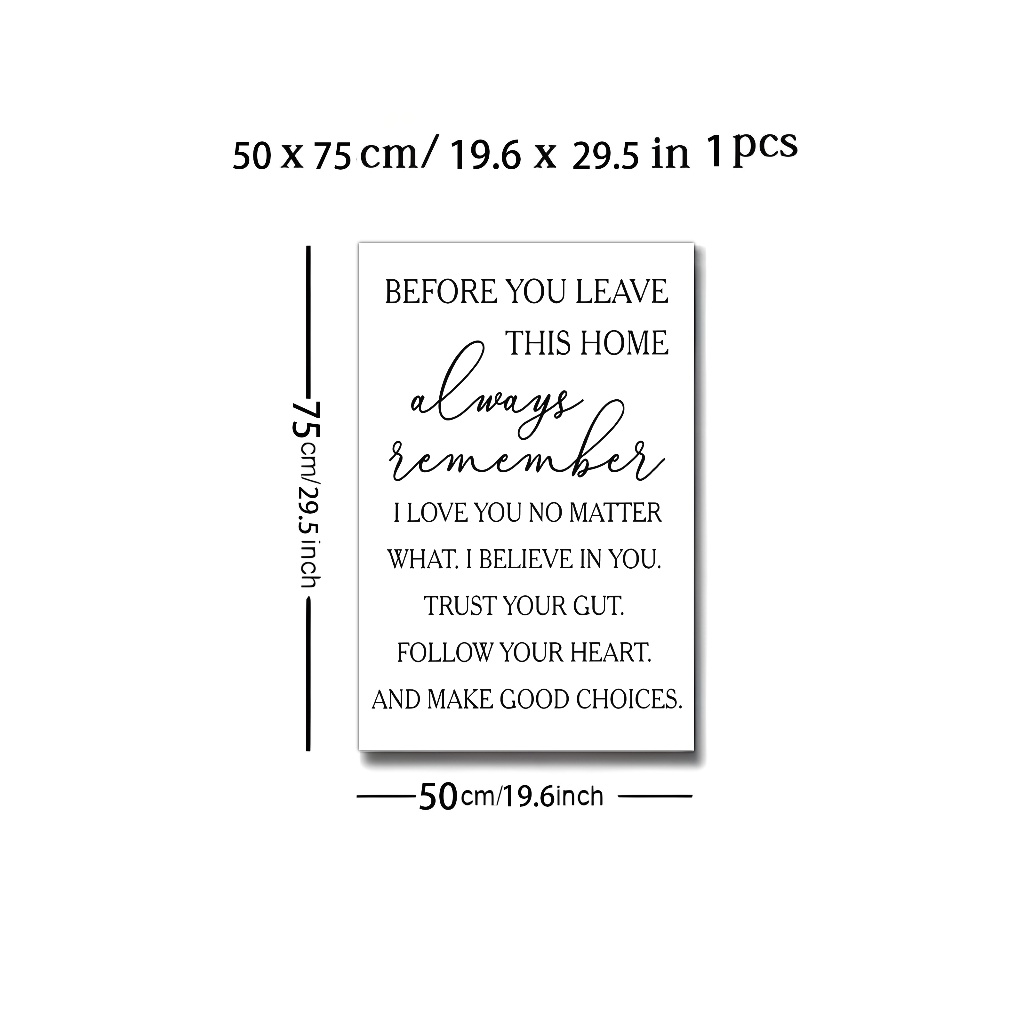 50 x 75 cm/ 19.6 x 29.5 in 1 pcs
BEFORE YOU LEAVE
THIS HOME
always
remember
I LOVE YOU NO MATTER
WHAT. I BELIEVE IN YOU.
TRUST YOUR GUT.
FOLLOW YOUR HEART.
AND MAKE GOOD CHOICES.
75cm/29.5inch
50cm/19.6inch